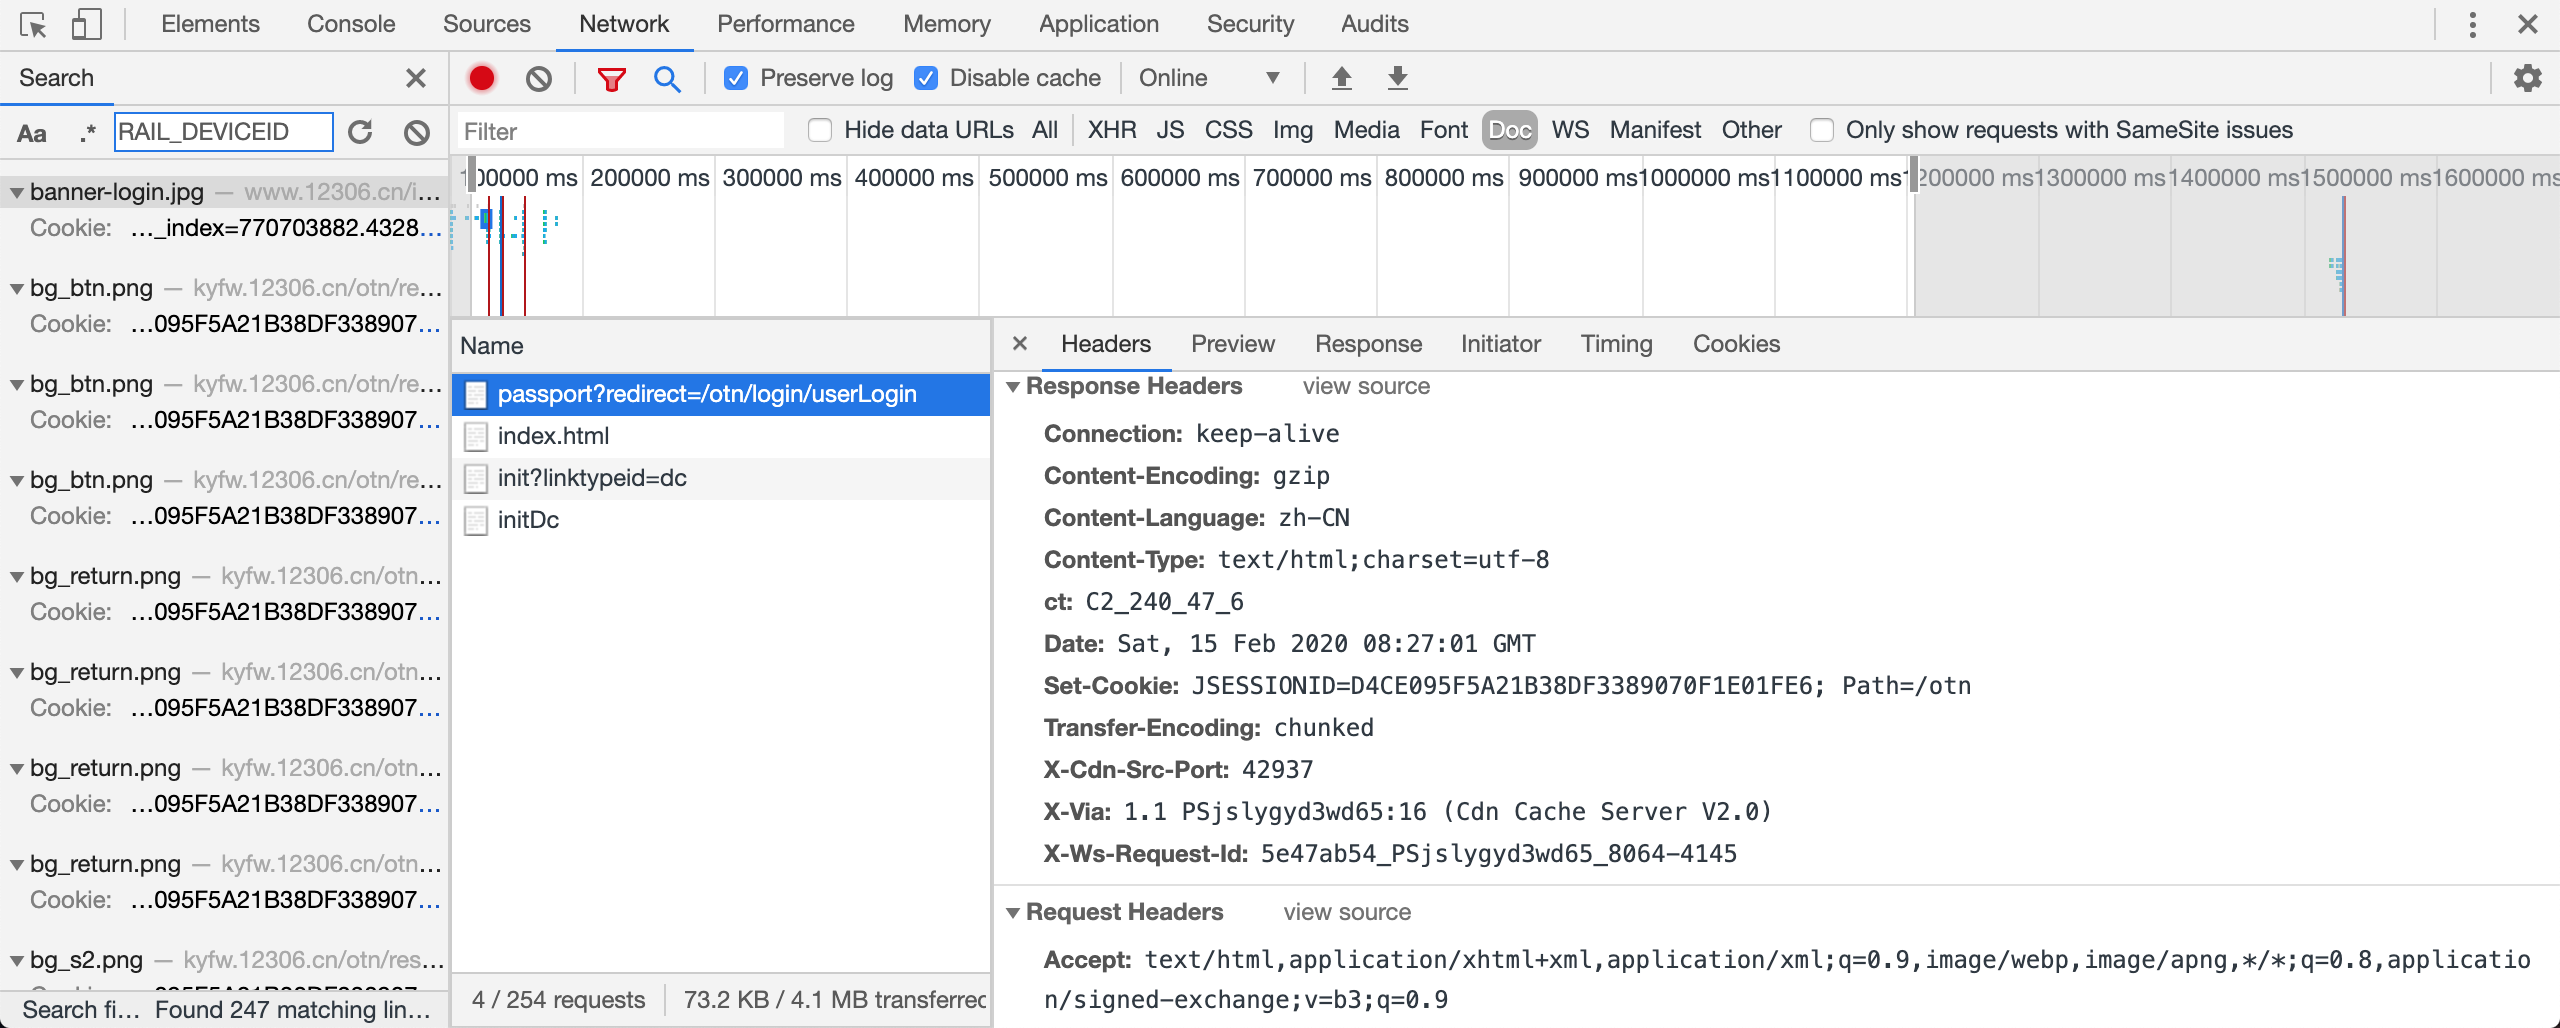 Elements Console Sources Network Performance Memory Application Security Audits
Search
Preserve log Disable cache Online
Aa .* RAIL_DEVICEID
Filter Hide data URLs All XHR JS CSS Img Media Font Doc WS Manifest Other Only show requests with SameSite issues
100000 ms 200000 ms 300000 ms 400000 ms 500000 ms 600000 ms 700000 ms 800000 ms 900000 ms 1000000 ms 1100000 ms 1200000 ms 1300000 ms 1400000 ms 1500000 ms 1600000 ms
banner-login.jpg — www.12306.cn/i…
Cookie: …_index=770703882.4328…
bg_btn.png — kyfw.12306.cn/otn/re…
Cookie: …095F5A21B38DF338907…
bg_btn.png — kyfw.12306.cn/otn/re…
Cookie: …095F5A21B38DF338907…
bg_btn.png — kyfw.12306.cn/otn/re…
Cookie: …095F5A21B38DF338907…
bg_return.png — kyfw.12306.cn/otn…
Cookie: …095F5A21B38DF338907…
bg_return.png — kyfw.12306.cn/otn…
Cookie: …095F5A21B38DF338907…
bg_return.png — kyfw.12306.cn/otn…
Cookie: …095F5A21B38DF338907…
bg_return.png — kyfw.12306.cn/otn…
Cookie: …095F5A21B38DF338907…
bg_s2.png — kyfw.12306.cn/otn/res…
Search fi… Found 247 matching lin…
Name
passport?redirect=/otn/login/userLogin
index.html
init?linktypeid=dc
initDc
4 / 254 requests 73.2 KB / 4.1 MB transferred
Headers Preview Response Initiator Timing Cookies
Response Headers view source
Connection: keep-alive
Content-Encoding: gzip
Content-Language: zh-CN
Content-Type: text/html;charset=utf-8
ct: C2_240_47_6
Date: Sat, 15 Feb 2020 08:27:01 GMT
Set-Cookie: JSESSIONID=D4CE095F5A21B38DF3389070F1E01FE6; Path=/otn
Transfer-Encoding: chunked
X-Cdn-Src-Port: 42937
X-Via: 1.1 PSjslygyd3wd65:16 (Cdn Cache Server V2.0)
X-Ws-Request-Id: 5e47ab54_PSjslygyd3wd65_8064-4145
Request Headers view source
Accept: text/html,application/xhtml+xml,application/xml;q=0.9,image/webp,image/apng,*/*;q=0.8,applicatio
n/signed-exchange;v=b3;q=0.9